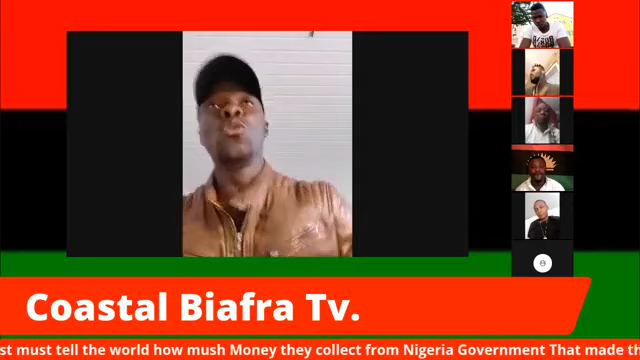 Coastal Biafra Tv.
st must tell the world how mush Money they collect from Nigeria Government That made th